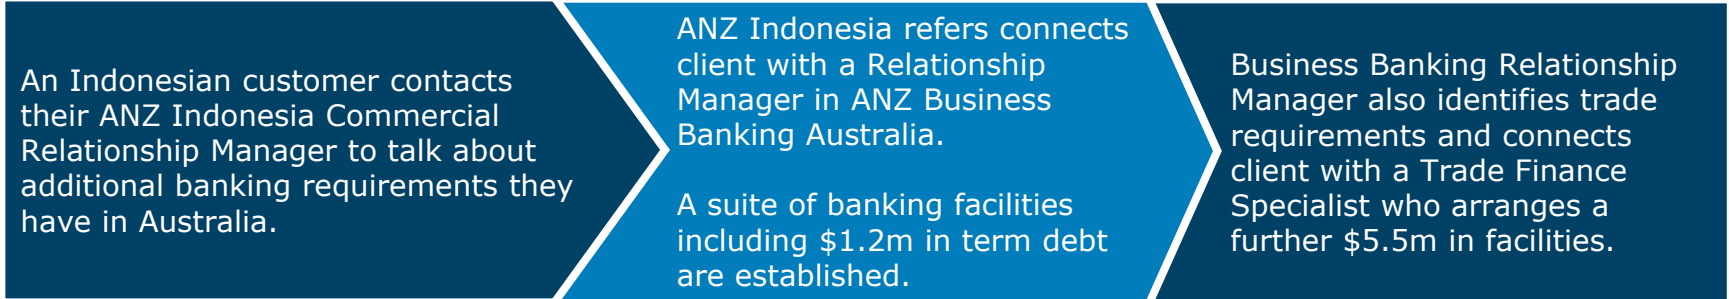 An Indonesian customer contacts
their ANZ Indonesia Commercial
Relationship Manager to talk about
additional banking requirements they
have in Australia.
ANZ Indonesia refers connects
client with a Relationship
Manager in ANZ Business
Banking Australia.
A suite of banking facilities
including $1.2m in term debt
are established.
Business Banking Relationship
Manager also identifies trade
requirements and connects
client with a Trade Finance
Specialist who arranges a
further $5.5m in facilities.